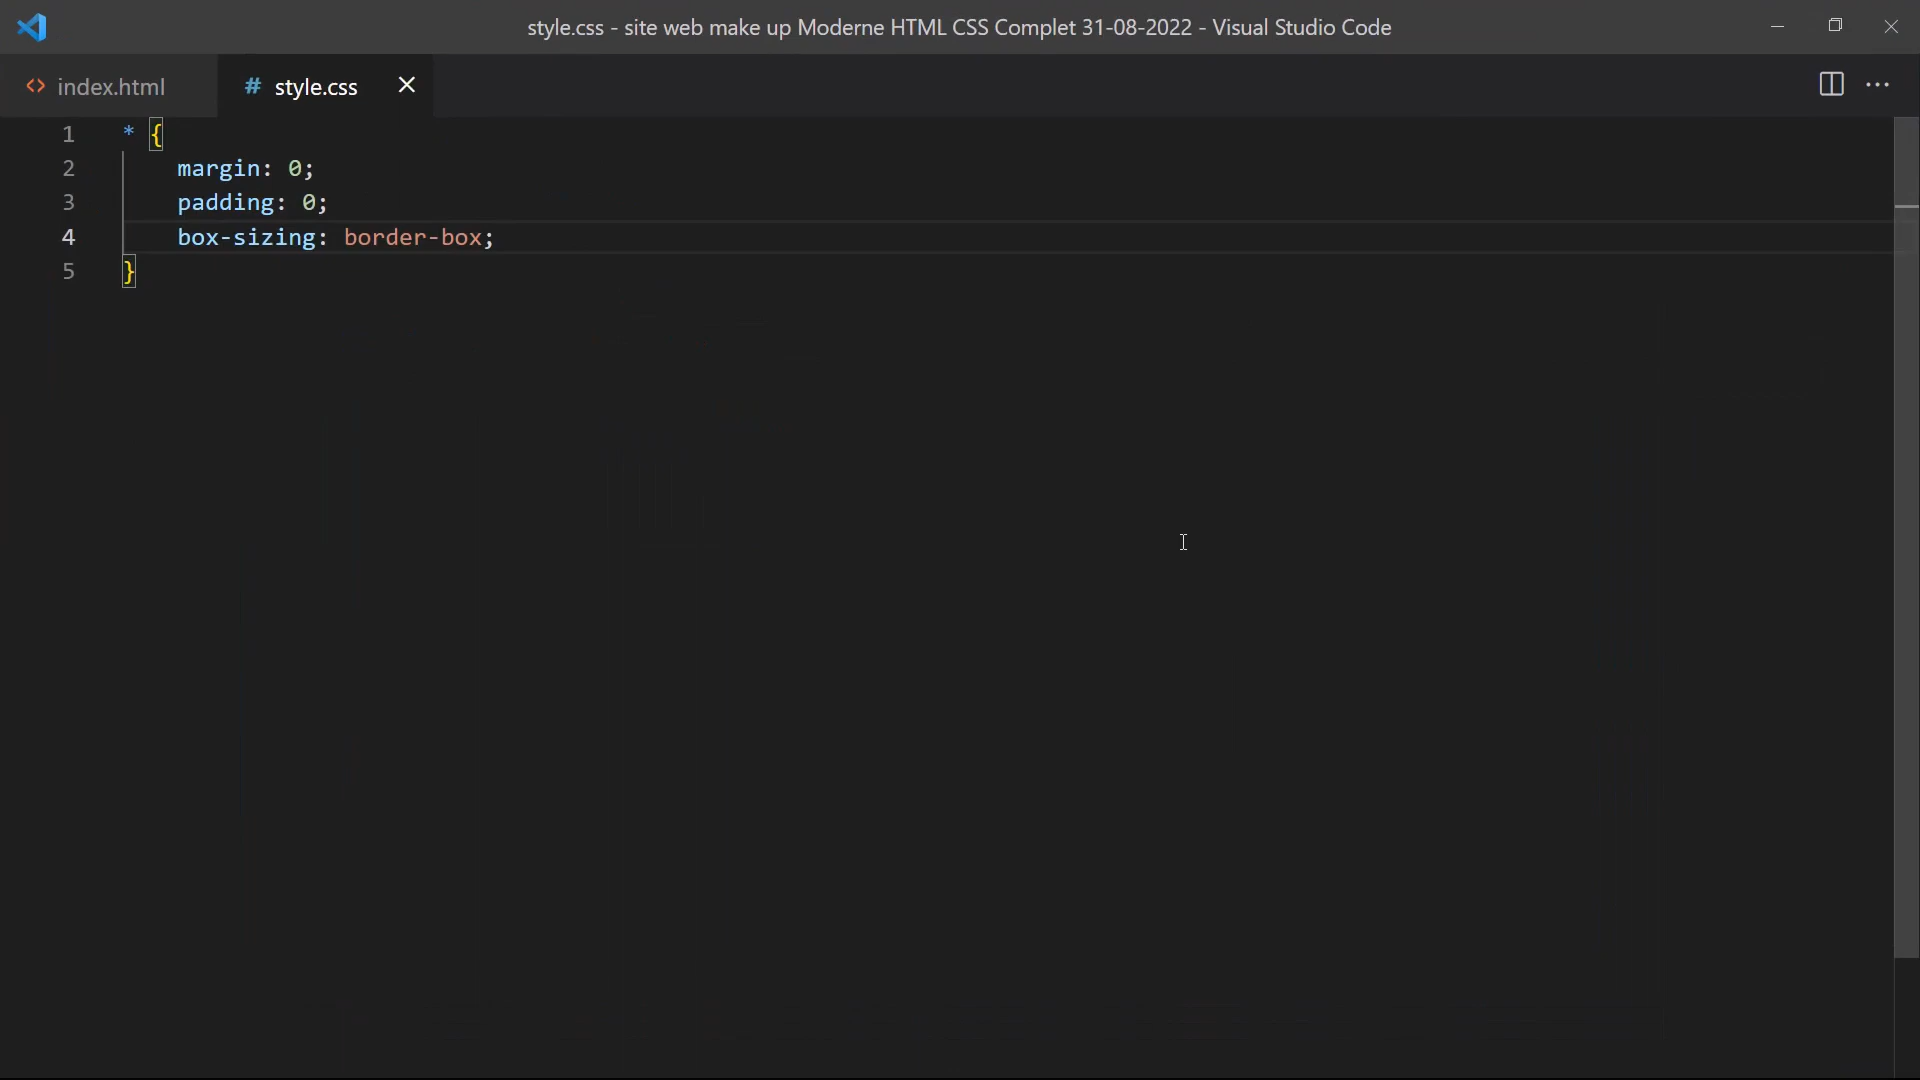 style.css - site web make up Moderne HTML CSS Complet 31-08-2022 - Visual Studio Code
<> index.html
# style.css
1 * {
2 margin: 0;
3 padding: 0;
4 box-sizing: border-box;
5 }